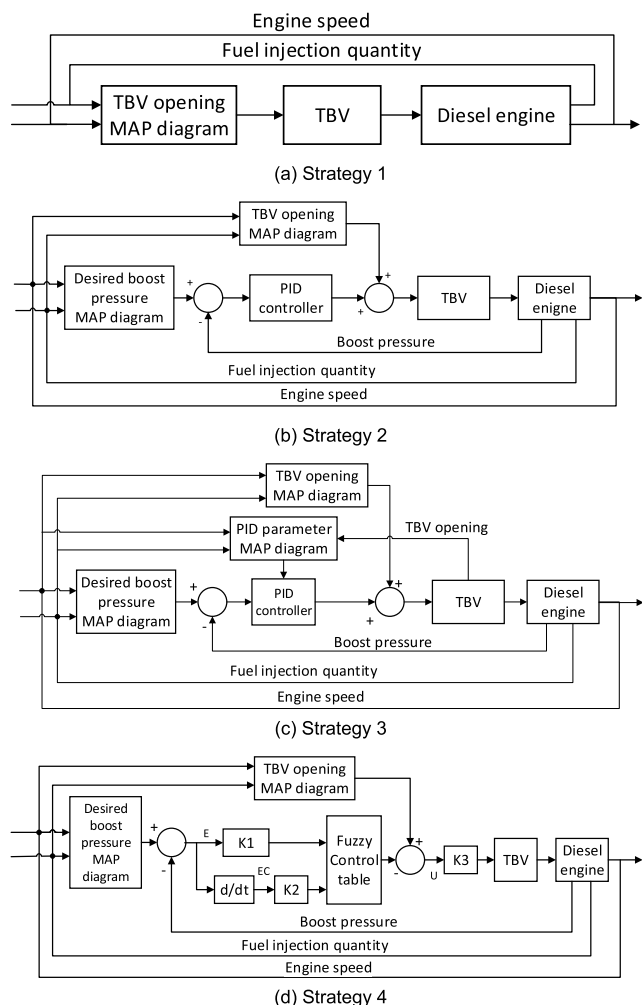 Engine speed
Fuel injection quantity
TBV opening
MAP diagram
TBV
Diesel engine
(a) Strategy 1
TBV opening
MAP diagram
Desired boost
pressure
MAP diagram
+
-
PID
controller
+
+
TBV
Diesel
enigne
Boost pressure
Fuel injection quantity
Engine speed
(b) Strategy 2
TBV opening
MAP diagram
PID parameter
MAP diagram
TBV opening
Desired boost
pressure
MAP diagram
+
-
PID
controller
+
+
TBV
Diesel
engine
Boost pressure
Fuel injection quantity
Engine speed
(c) Strategy 3
TBV opening
MAP diagram
Desired
boost
pressure
MAP
diagram
+
-
E
K1
d/dt
EC
K2
Fuzzy
Control
table
+
-
U
K3
TBV
Diesel
engine
Boost pressure
Fuel injection quantity
Engine speed
(d) Strategy 4